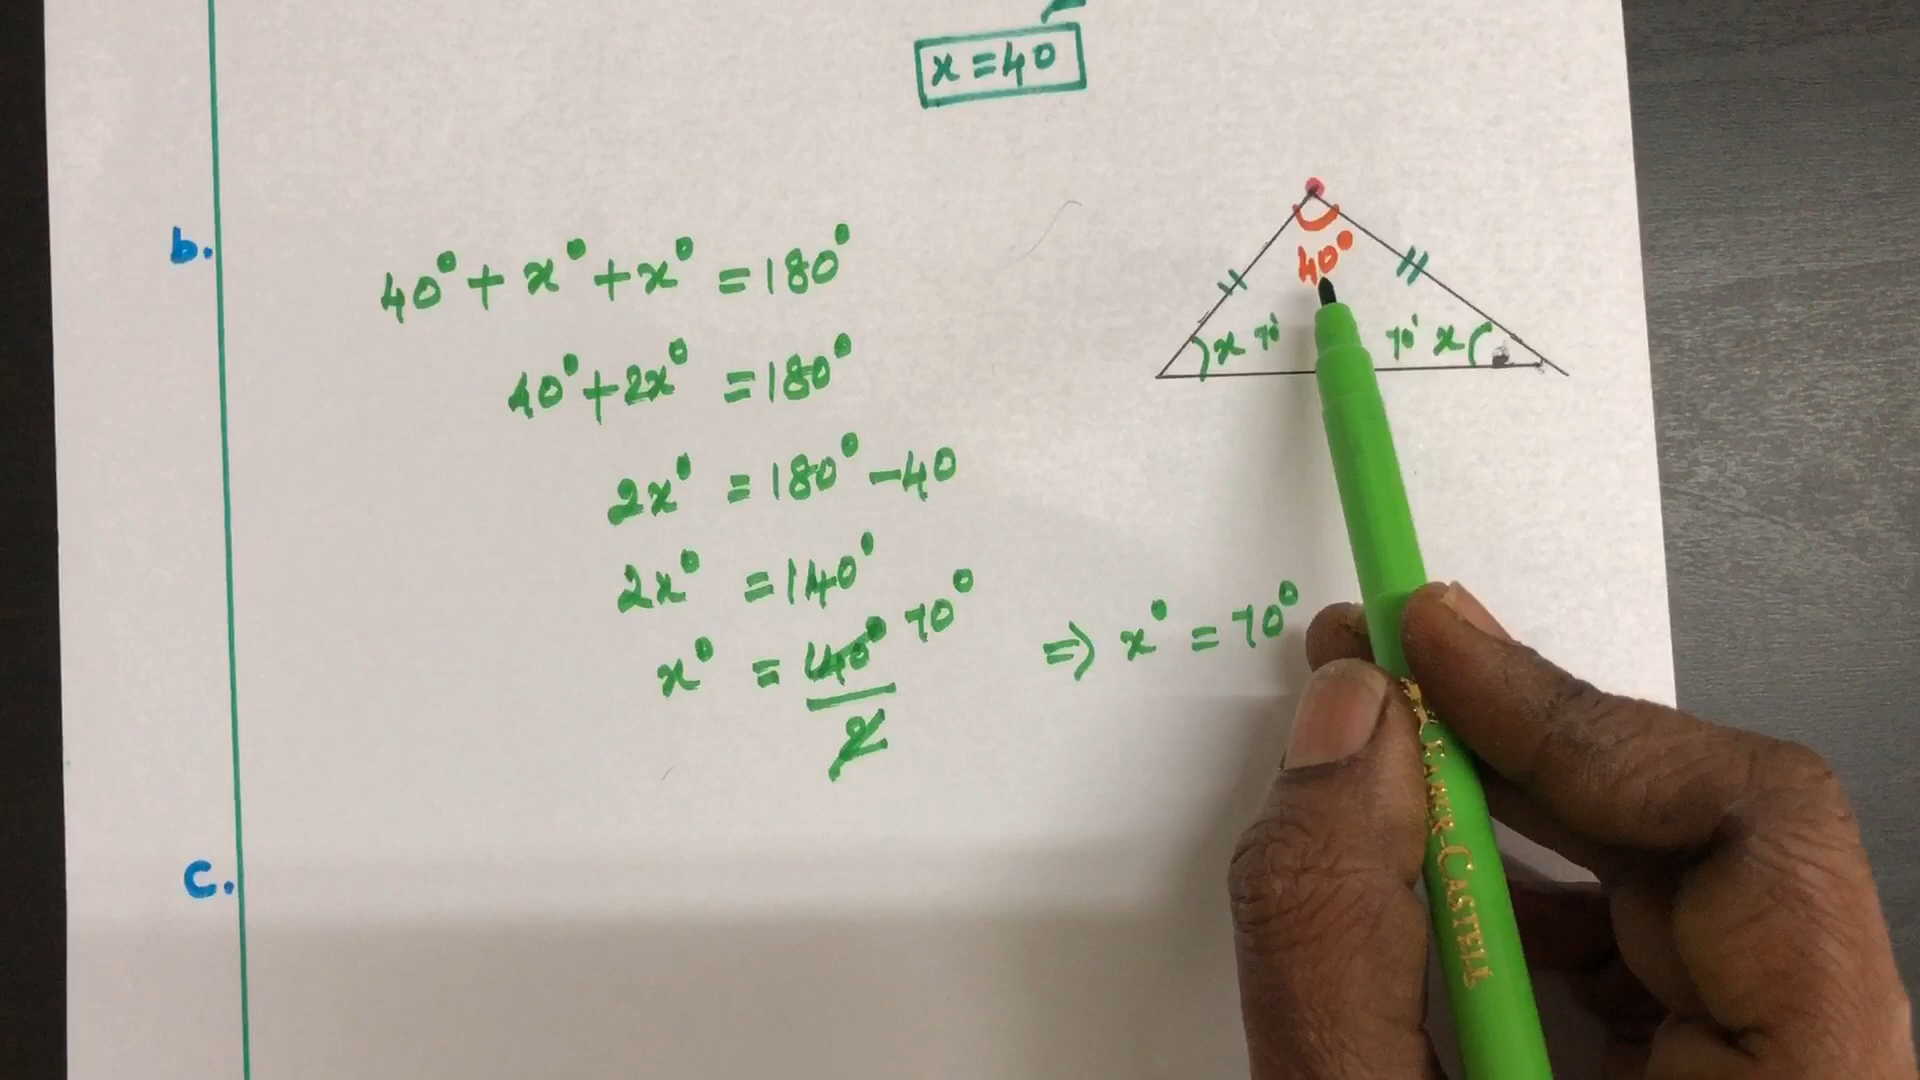 x = 40
b.
40° + x° + x° = 180°
40° + 2x° = 180°
2x° = 180° - 40
2x° = 140°
x° = 140° 70° ⇒ x° = 70°
2
40°
x 70° 70° x
c.
FABER-CASTELL